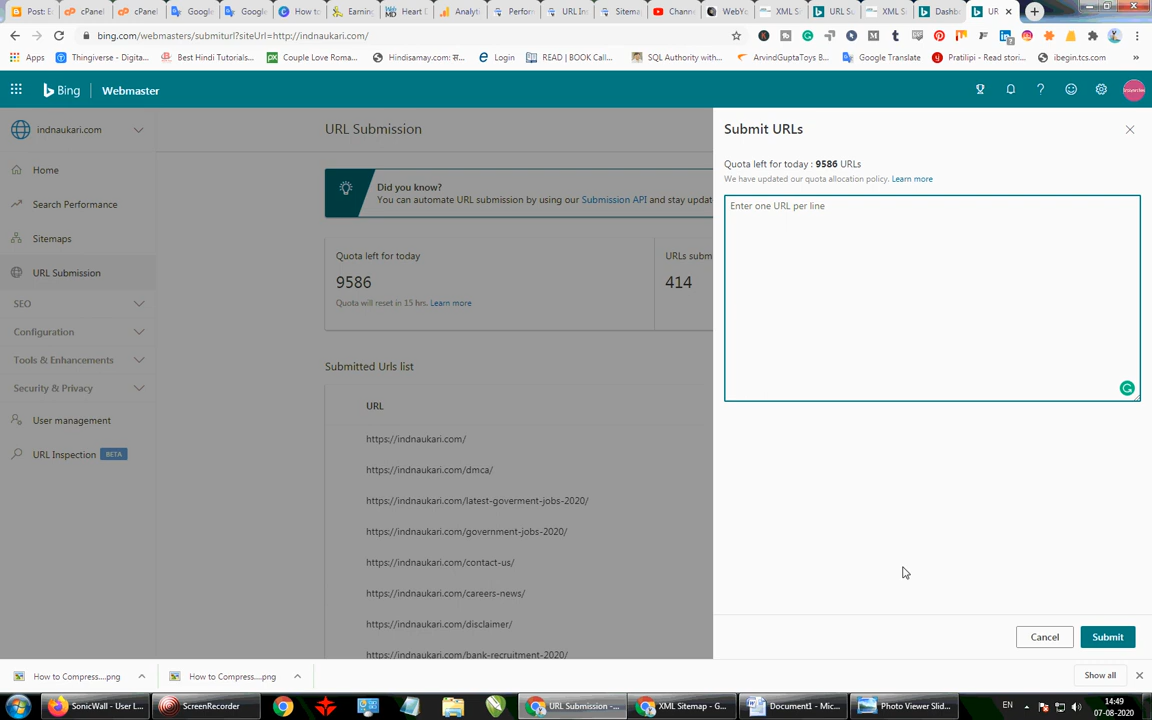 Post: Ec
cPanel
cPanel
Google
Google
How to
Earning
Heart C
Analyti
Perform
URL Ins
Sitemap
Chann
WebYe
XML S
URL Su
XML S
Dashbo
UR
bing.com/webmasters/submiturl?siteUrl=http://indnaukari.com/
Apps
Thingiverse - Digita...
Best Hindi Tutorials...
Couple Love Roma...
Login
READ | BOOK Call...
SQL Authority with...
ArvindGuptaToys B...
Google Translate
Pratilipi - Read stori...
ibegin.tcs.com
»
Bing
Webmaster
indnaukari.com
Home
Search Performance
Sitemaps
URL Submission
SEO
Configuration
Tools & Enhancements
Security & Privacy
User management
URL Inspection BETA
URL Submission
Did you know?
You can automate URL submission by using our Submission API and stay update
Quota left for today
9586
Quota will reset in 15 hrs. Learn more
URLs subm
414
Submitted Urls list
URL
https://indnaukari.com/
https://indnaukari.com/dmca/
https://indnaukari.com/latest-goverment-jobs-2020/
https://indnaukari.com/government-jobs-2020/
https://indnaukari.com/contact-us/
https://indnaukari.com/careers-news/
https://indnaukari.com/disclaimer/
https://indnaukari.com/bank-recruitment-2020/
Submit URLs
Quota left for today : 9586 URLs
We have updated our quota allocation policy. Learn more
Enter one URL per line
Cancel
Submit
How to Compress....png
How to Compress....png
Show all
SonicWall - User L...
ScreenRecorder
URL Submission -...
XML Sitemap - G...
Document1 - Mic...
Photo Viewer Slid...
EN
14:49
07-08-2020